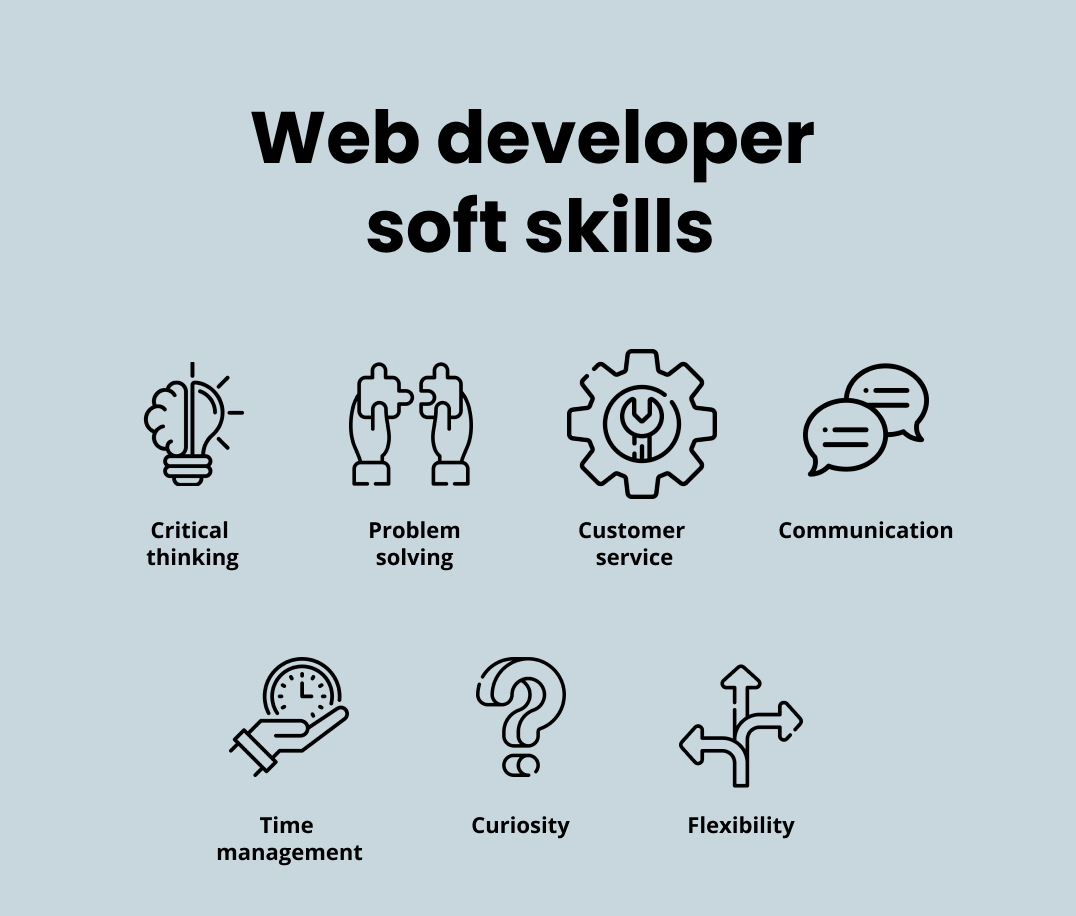 Web developer
soft skills
Critical
thinking
Problem
solving
Customer
service
Communication
Time
management
Curiosity
Flexibility